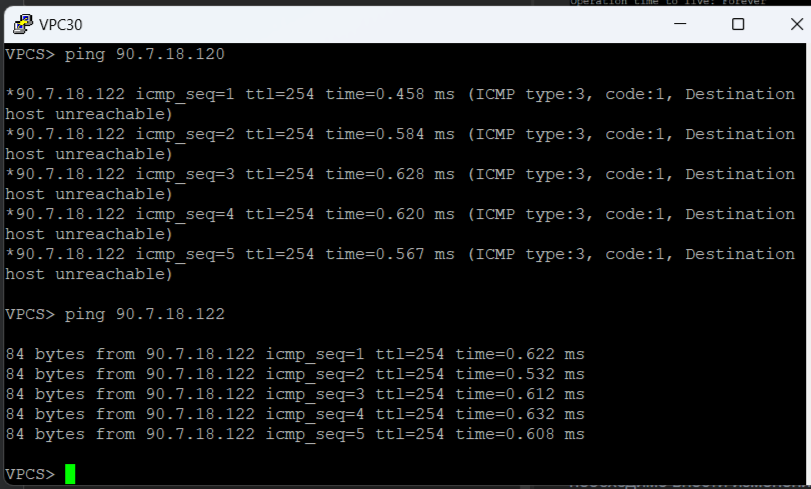 Operation time to live: Forever
VPC30
VPCS> ping 90.7.18.120
*90.7.18.122 icmp_seq=1 ttl=254 time=0.458 ms (ICMP type:3, code:1, Destination
host unreachable)
*90.7.18.122 icmp_seq=2 ttl=254 time=0.584 ms (ICMP type:3, code:1, Destination
host unreachable)
*90.7.18.122 icmp_seq=3 ttl=254 time=0.628 ms (ICMP type:3, code:1, Destination
host unreachable)
*90.7.18.122 icmp_seq=4 ttl=254 time=0.620 ms (ICMP type:3, code:1, Destination
host unreachable)
*90.7.18.122 icmp_seq=5 ttl=254 time=0.567 ms (ICMP type:3, code:1, Destination
host unreachable)
VPCS> ping 90.7.18.122
84 bytes from 90.7.18.122 icmp_seq=1 ttl=254 time=0.622 ms
84 bytes from 90.7.18.122 icmp_seq=2 ttl=254 time=0.532 ms
84 bytes from 90.7.18.122 icmp_seq=3 ttl=254 time=0.612 ms
84 bytes from 90.7.18.122 icmp_seq=4 ttl=254 time=0.632 ms
84 bytes from 90.7.18.122 icmp_seq=5 ttl=254 time=0.608 ms
VPCS>